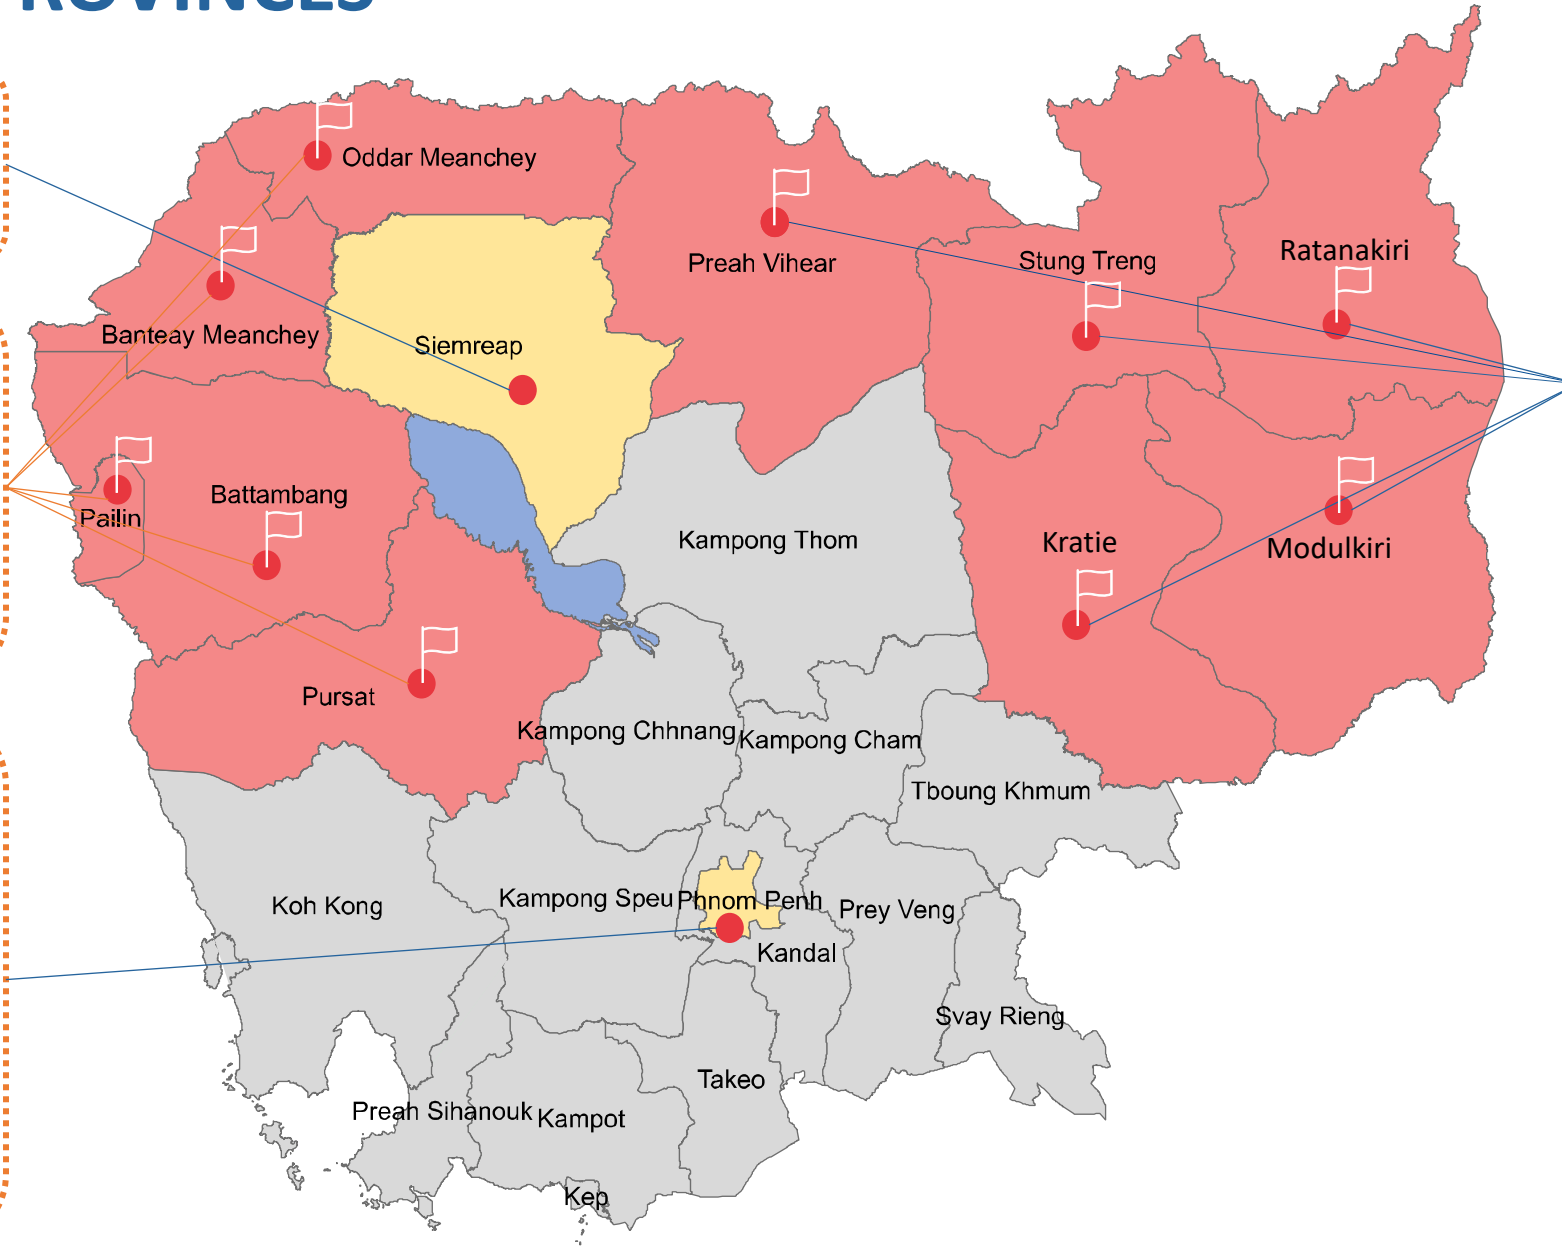 ROVINCES
Oddar Meanchey
Preah Vihear
Stung Treng
Ratanakiri
Banteay Meanchey
Siemreap
Battambang
Pailin
Kampong Thom
Kratie
Modulkiri
Pursat
Kampong Chhnang
Kampong Cham
Tboung Khmum
Koh Kong
Kampong Speu
Phnom Penh
Prey Veng
Kandal
Svay Rieng
Takeo
Preah Sihanouk
Kampot
Kep